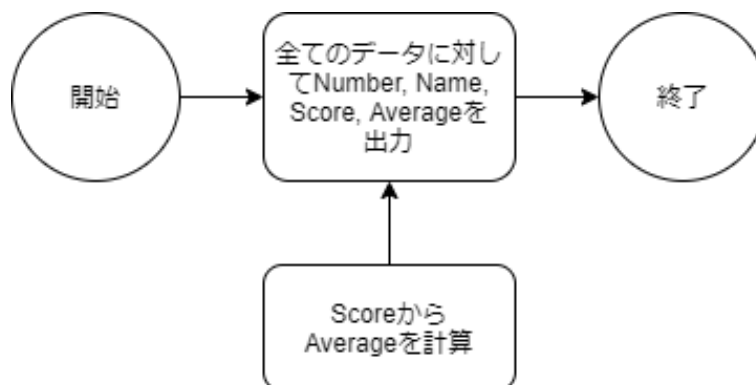 開始
全てのデータに対し
てNumber, Name,
Score, Averageを
出力
終了
Scoreから
Averageを計算